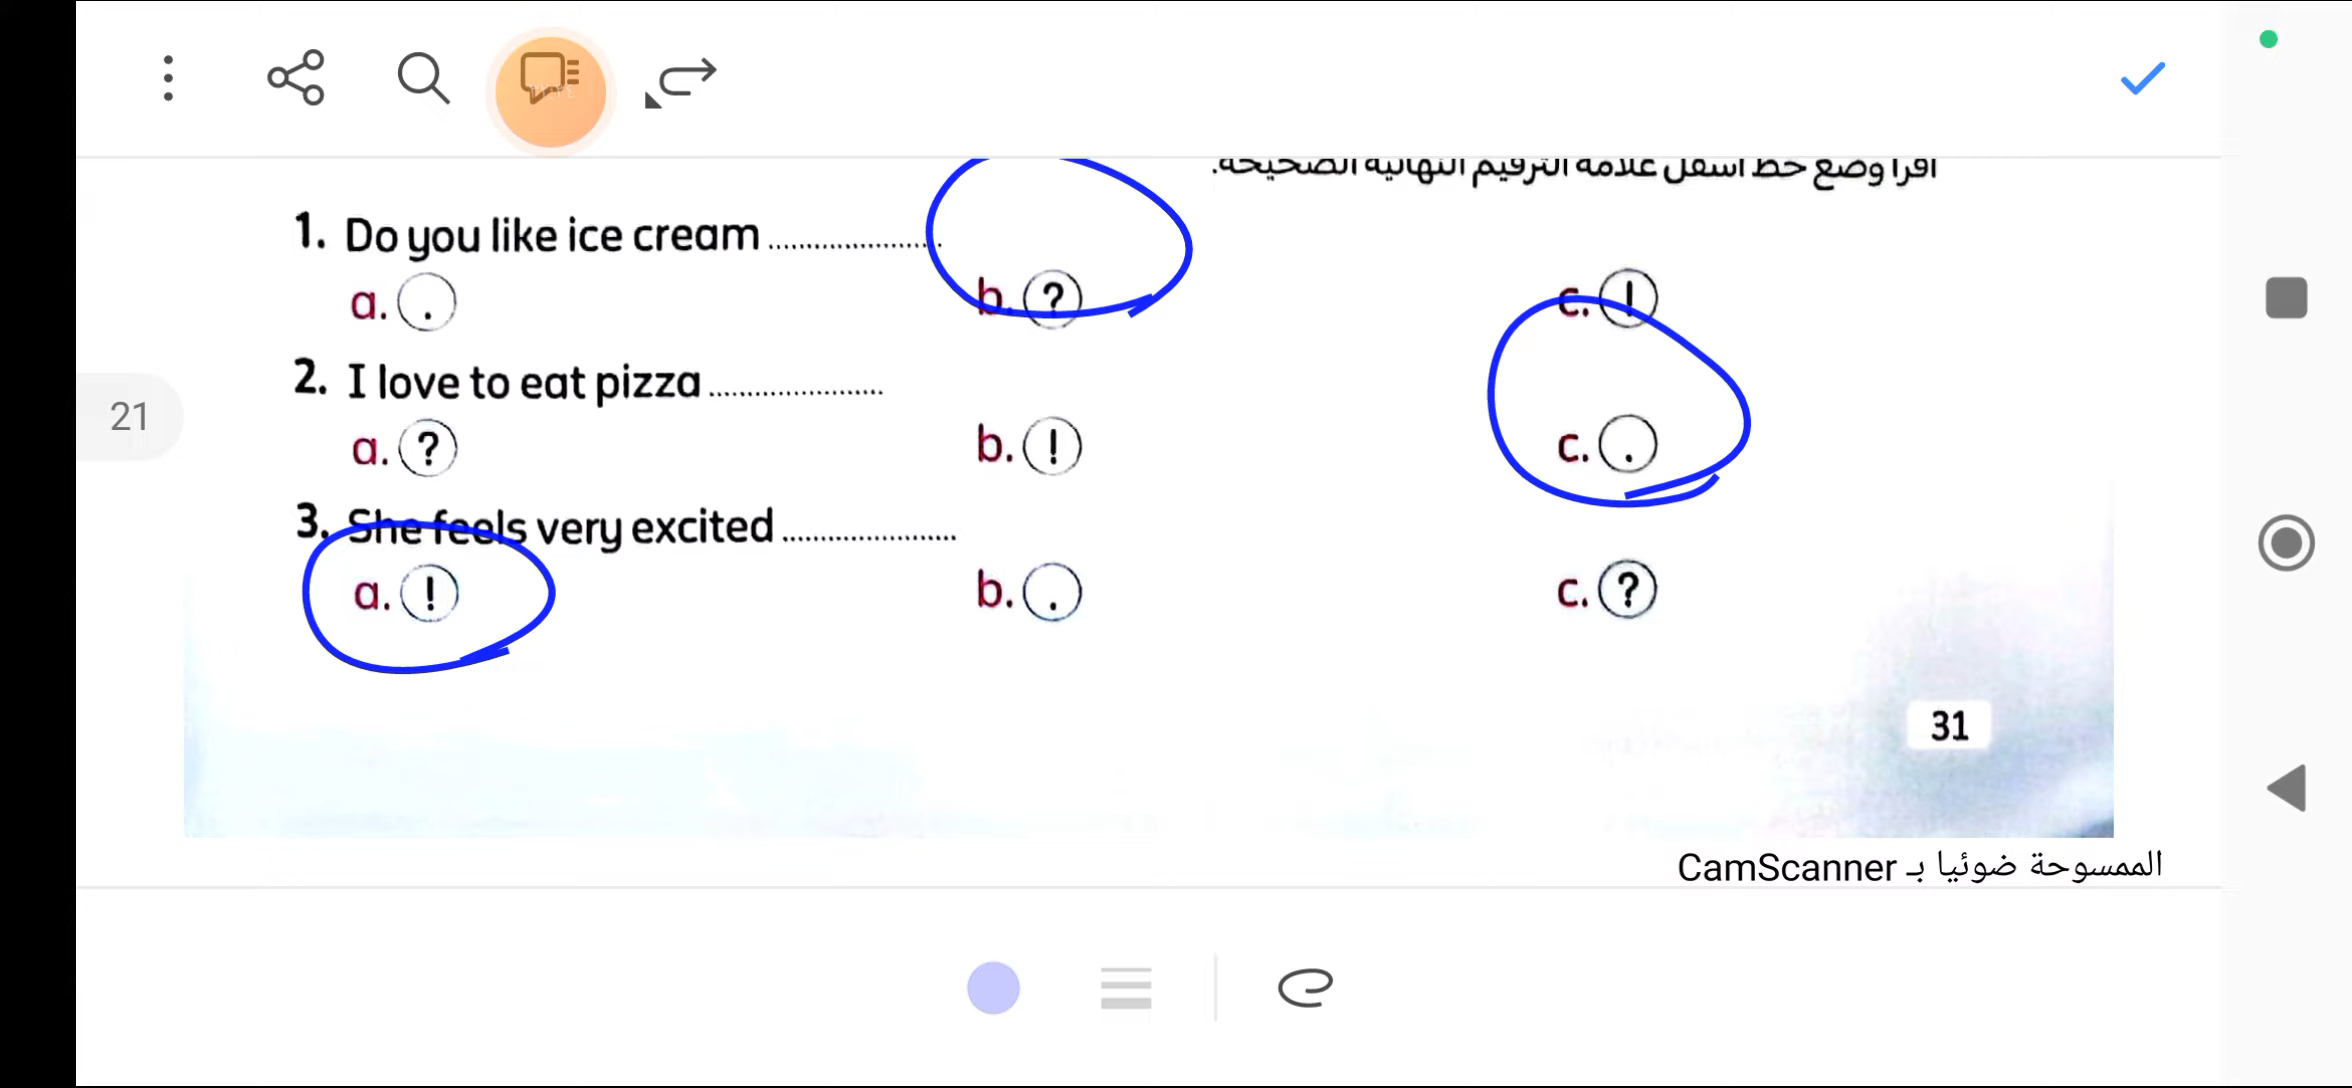 اقرأ وضع خط أسفل علامة الترقيم النهائية الصحيحة.
1. Do you like ice cream ......................
a. . b. ? c. !
2. I love to eat pizza ......................
a. ? b. ! c. .
21
3. She feels very excited ......................
a. ! b. . c. ?
31
الممسوحة ضوئيا بـ CamScanner